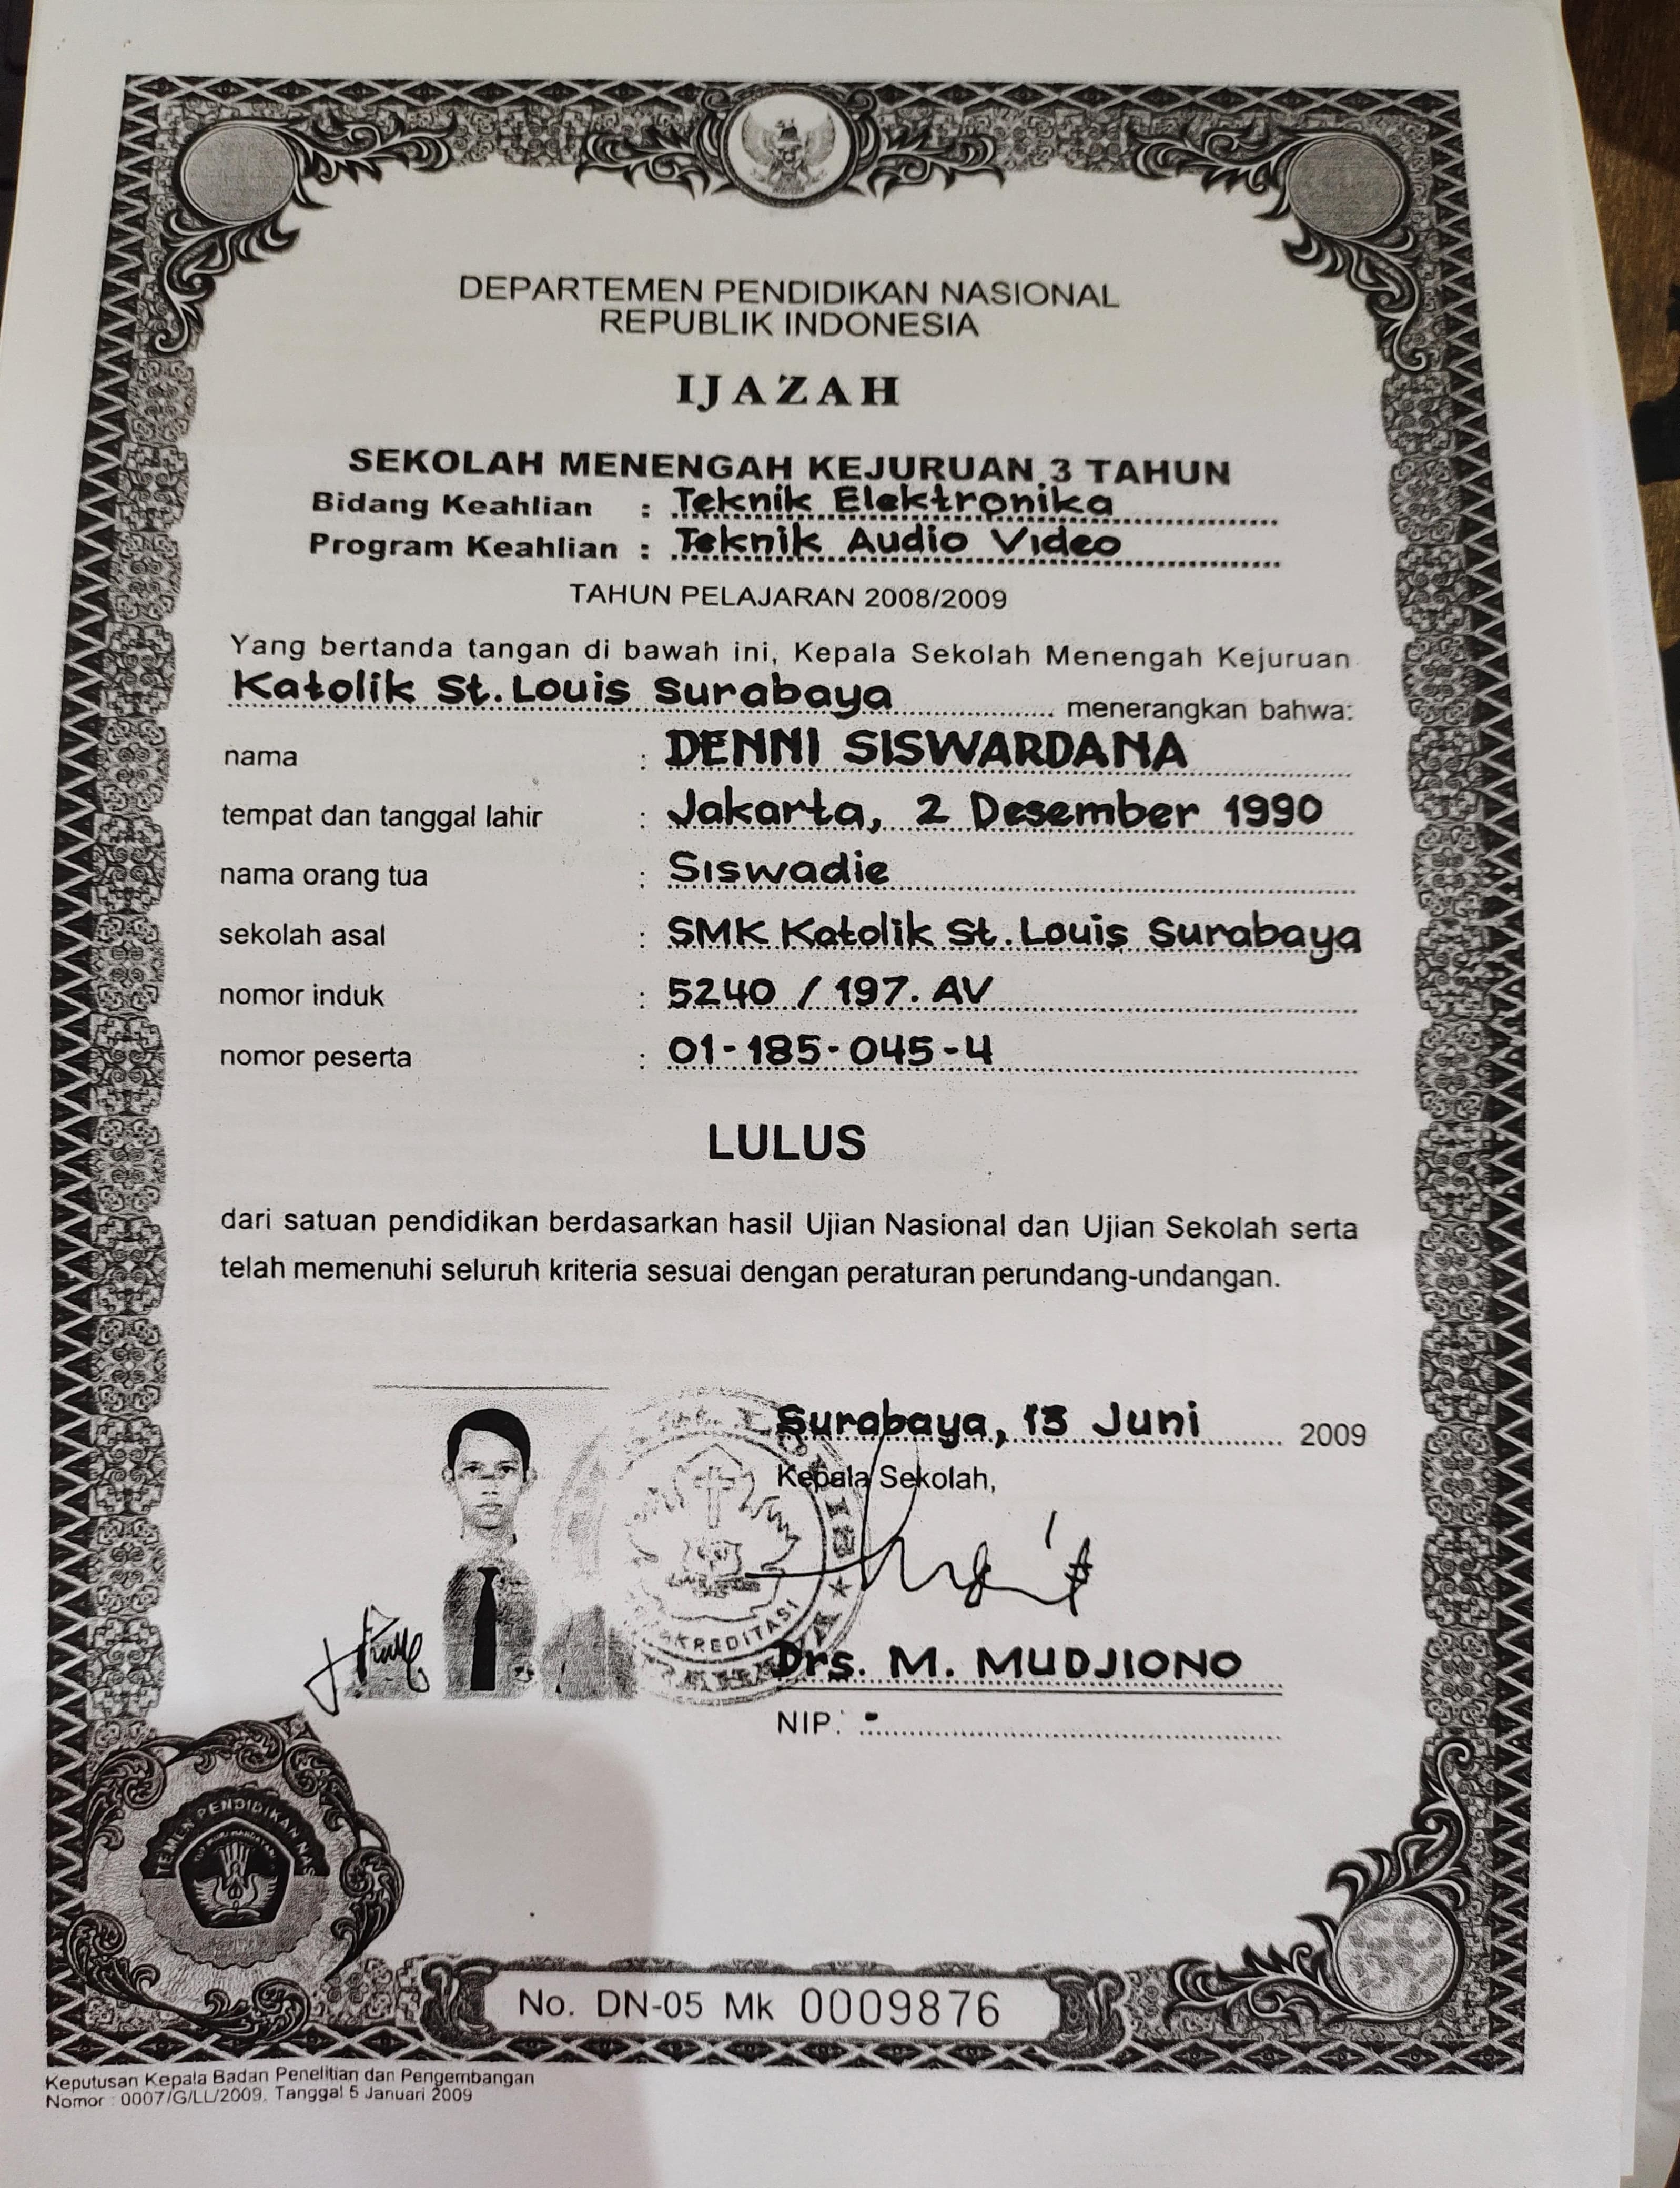 DEPARTEMEN PENDIDIKAN NASIONAL
REPUBLIK INDONESIA
IJAZAH
SEKOLAH MENENGAH KEJURUAN 3 TAHUN
Bidang Keahlian : Teknik Elektronika
Program Keahlian : Teknik Audio Video
TAHUN PELAJARAN 2008/2009
Yang bertanda tangan di bawah ini, Kepala Sekolah Menengah Kejuruan
Katolik St. Louis Surabaya menerangkan bahwa:
nama : DENNI SISWARDANA
tempat dan tanggal lahir : Jakarta, 2 Desember 1990
nama orang tua : Siswadie
sekolah asal : SMK Katolik St. Louis Surabaya
nomor induk : 5240 / 197. AV
nomor peserta : 01-185-045-4
LULUS
dari satuan pendidikan berdasarkan hasil Ujian Nasional dan Ujian Sekolah serta
telah memenuhi seluruh kriteria sesuai dengan peraturan perundang-undangan.
Surabaya, 13 Juni 2009
Kepala Sekolah,
AKREDITASI
Drs. M. MUDJIONO
NIP. -
TEMEN PENDIDIKAN NAS
No. DN-05 Mk 0009876
Keputusan Kepala Badan Penelitian dan Pengembangan
Nomor : 0007/G/LL/2009, Tanggal 5 Januari 2009